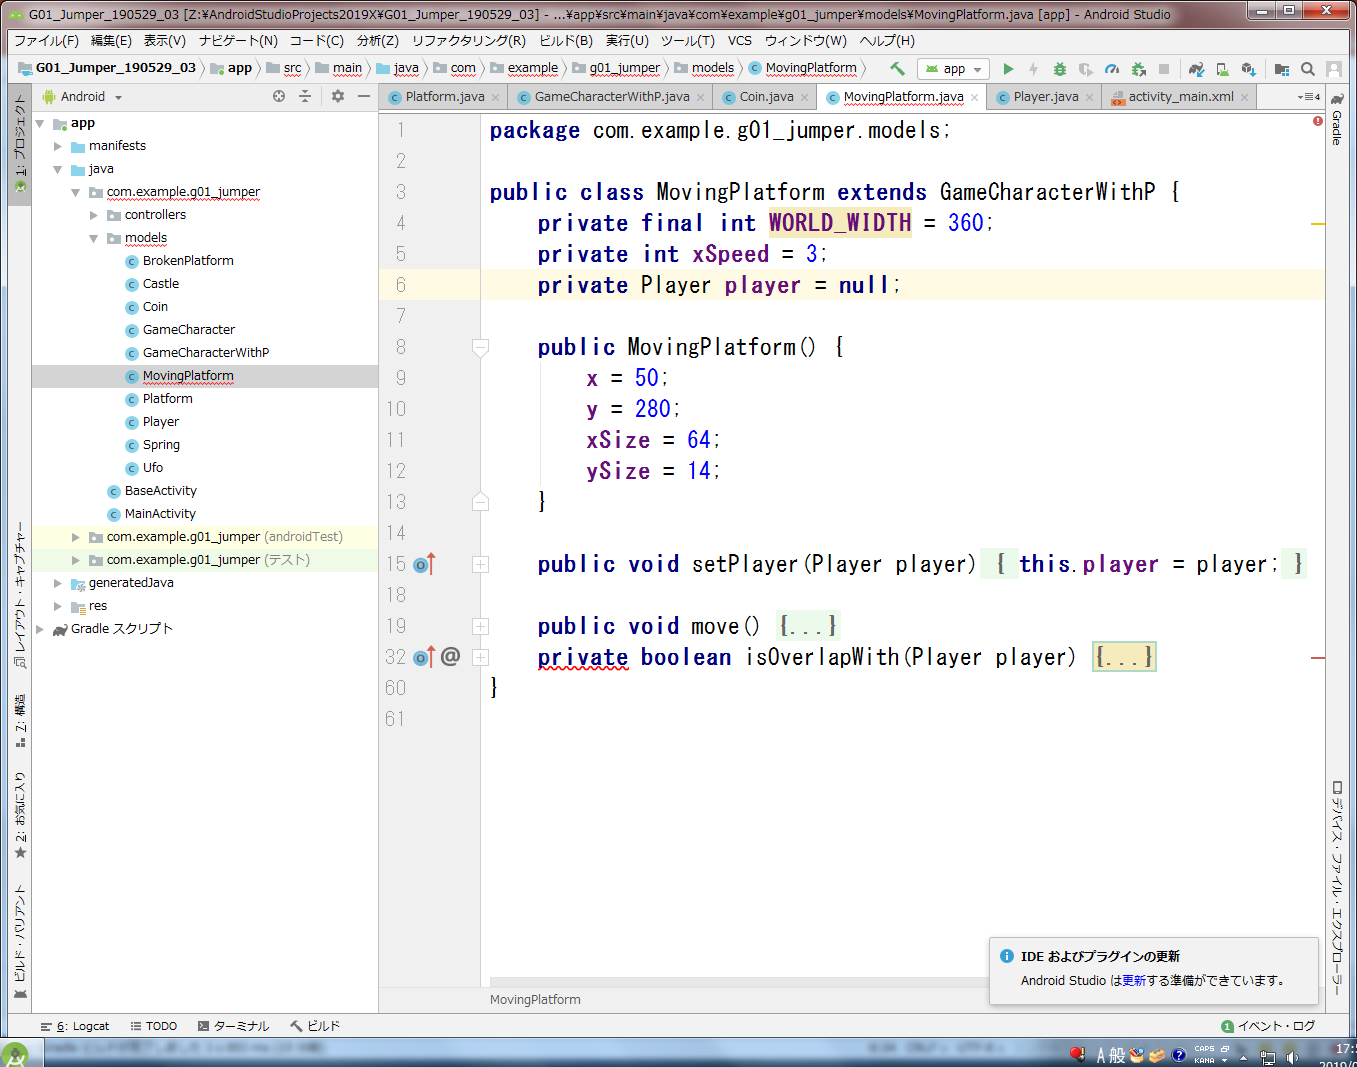 G01_Jumper_190529_03 [Z:¥AndroidStudioProjects2019X¥G01_Jumper_190529_03] - ...¥app¥src¥main¥java¥com¥example¥g01_jumper¥models¥MovingPlatform.java [app] - Android Studio
ファイル(F) 編集(E) 表示(V) ナビゲート(N) コード(C) 分析(Z) リファクタリング(R) ビルド(B) 実行(U) ツール(T) VCS ウィンドウ(W) ヘルプ(H)
G01_Jumper_190529_03 app src main java com example g01_jumper models MovingPlatform app
Android
Platform.java GameCharacterWithP.java Coin.java MovingPlatform.java Player.java activity_main.xml 4
1: プロジェクト
レイアウト・キャプチャー
Z: 構造
2: お気に入り
ビルド・バリアント
app
manifests
java
com.example.g01_jumper
controllers
models
BrokenPlatform
Castle
Coin
GameCharacter
GameCharacterWithP
MovingPlatform
Platform
Player
Spring
Ufo
BaseActivity
MainActivity
com.example.g01_jumper (androidTest)
com.example.g01_jumper (テスト)
generatedJava
res
Gradle スクリプト
1 package com.example.g01_jumper.models;
2
3 public class MovingPlatform extends GameCharacterWithP {
4 private final int WORLD_WIDTH = 360;
5 private int xSpeed = 3;
6 private Player player = null;
7
8 public MovingPlatform() {
9 x = 50;
10 y = 280;
11 xSize = 64;
12 ySize = 14;
13 }
14
15 public void setPlayer(Player player) { this.player = player; }
18
19 public void move() {...}
32 @ private boolean isOverlapWith(Player player) {...}
60 }
61
MovingPlatform
Gradle
デバイス・ファイル・エクスプローラー
IDE およびプラグインの更新
Android Studio は更新する準備ができています。
6: Logcat TODO ターミナル ビルド
1 イベント・ログ
A 般 CAPS KANA